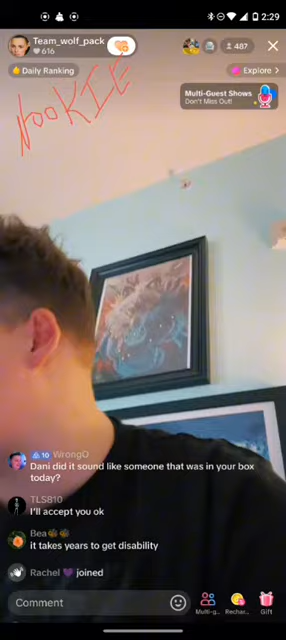 2:29
Team_wolf_pack
616
487
Daily Ranking
Explore >
NOOKIE
Multi-Guest Shows
Don't Miss Out!
10 WrongO
Dani did it sound like someone that was in your box today?
TLS810
I'll accept you ok
Bea
it takes years to get disability
Rachel 💜 joined
Comment
Multi-g...
Rechar...
Gift